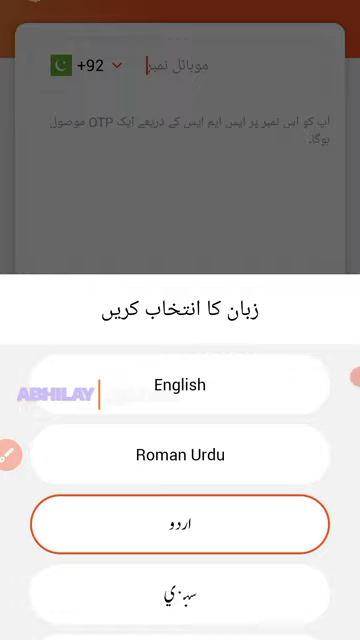 +92
موبائل نمبر
آپ کو اس نمبر پر ایس ایم ایس کے ذریعے ایک OTP موصول
ہوگا۔
زبان کا انتخاب کریں
English
ABHILAY
Roman Urdu
اردو